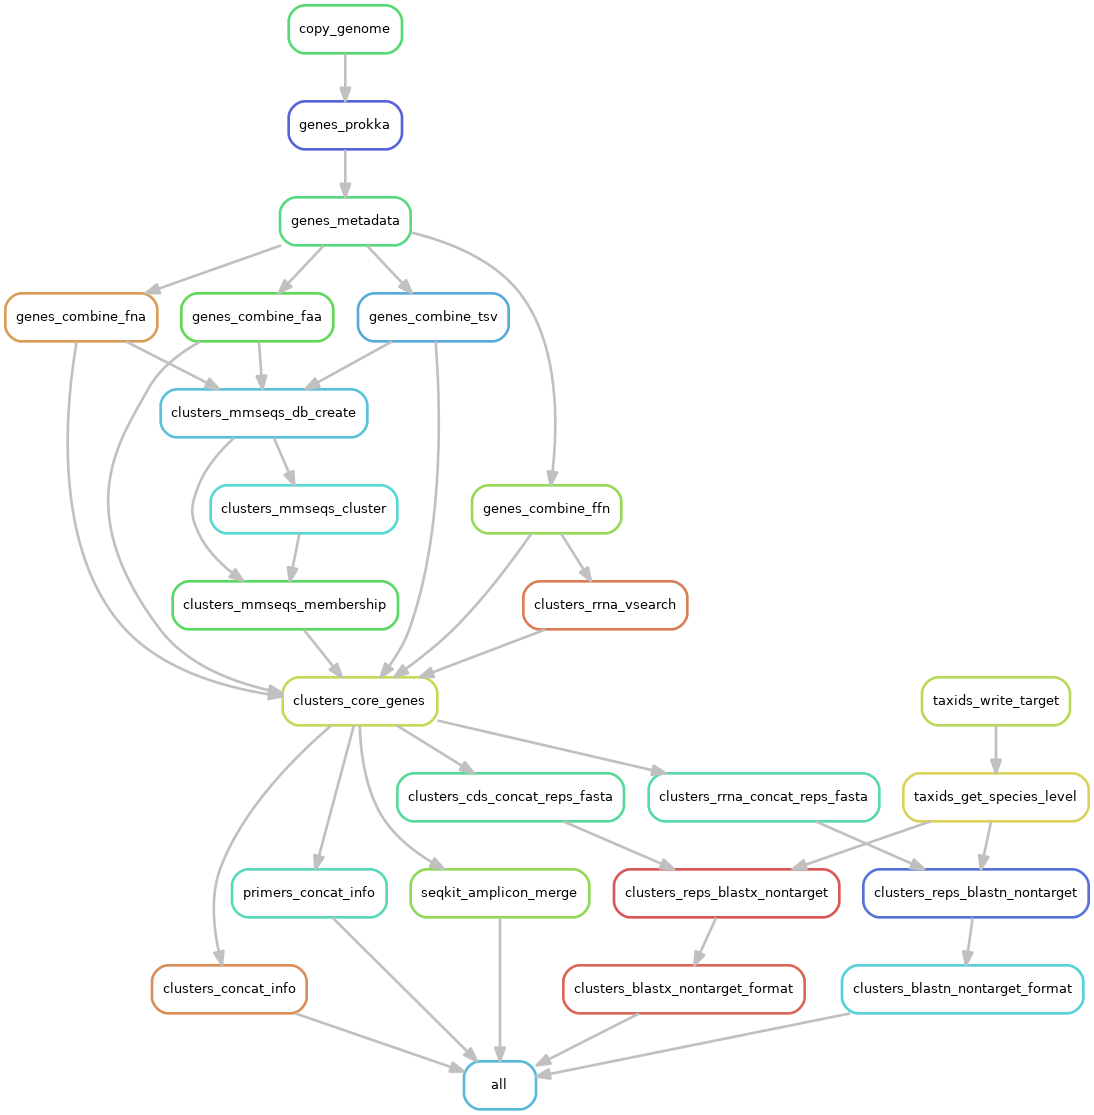 copy_genome
genes_prokka
genes_metadata
genes_combine_fna
genes_combine_faa
genes_combine_tsv
clusters_mmseqs_db_create
clusters_mmseqs_cluster
genes_combine_ffn
clusters_mmseqs_membership
clusters_rrna_vsearch
clusters_core_genes
taxids_write_target
clusters_cds_concat_reps_fasta
clusters_rrna_concat_reps_fasta
taxids_get_species_level
primers_concat_info
seqkit_amplicon_merge
clusters_reps_blastx_nontarget
clusters_reps_blastn_nontarget
clusters_concat_info
clusters_blastx_nontarget_format
clusters_blastn_nontarget_format
all